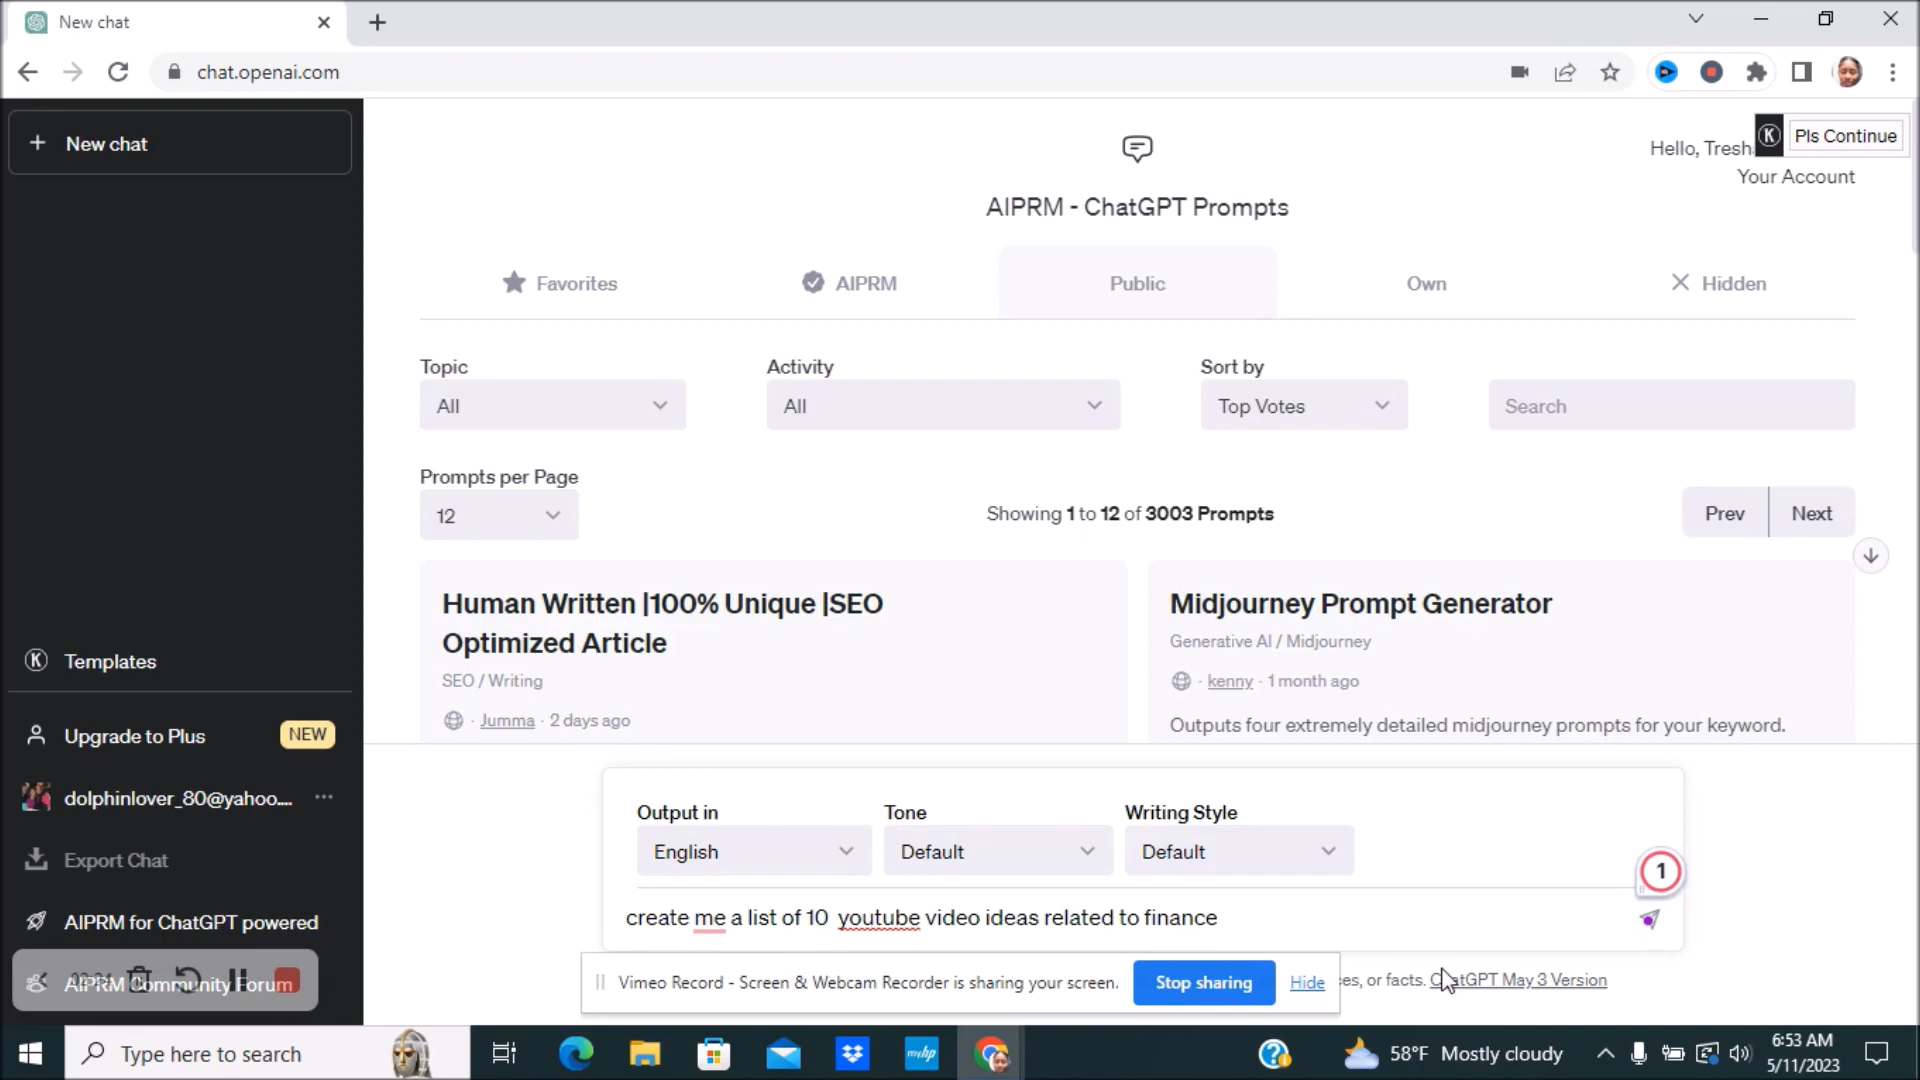 New chat
chat.openai.com
New chat
Pls Continue
Hello, Tresh
Your Account
AIPRM - ChatGPT Prompts
Favorites
AIPRM
Public
Own
Hidden
Topic
Activity
Sort by
All
All
Top Votes
Search
Prompts per Page
12
Showing 1 to 12 of 3003 Prompts
Prev
Next
Human Written |100% Unique |SEO
Optimized Article
SEO / Writing
· Jumma · 2 days ago
Midjourney Prompt Generator
Generative AI / Midjourney
· kenny · 1 month ago
Outputs four extremely detailed midjourney prompts for your keyword.
Templates
Upgrade to Plus
NEW
dolphinlover_80@yahoo....
Export Chat
AIPRM for ChatGPT powered
AIPRM Community Forum
Output in
Tone
Writing Style
English
Default
Default
1
create me a list of 10  youtube video ideas related to finance
Vimeo Record - Screen & Webcam Recorder is sharing your screen.
Stop sharing
Hide
es, or facts. ChatGPT May 3 Version
Type here to search
myhp
58°F Mostly cloudy
6:53 AM
5/11/2023